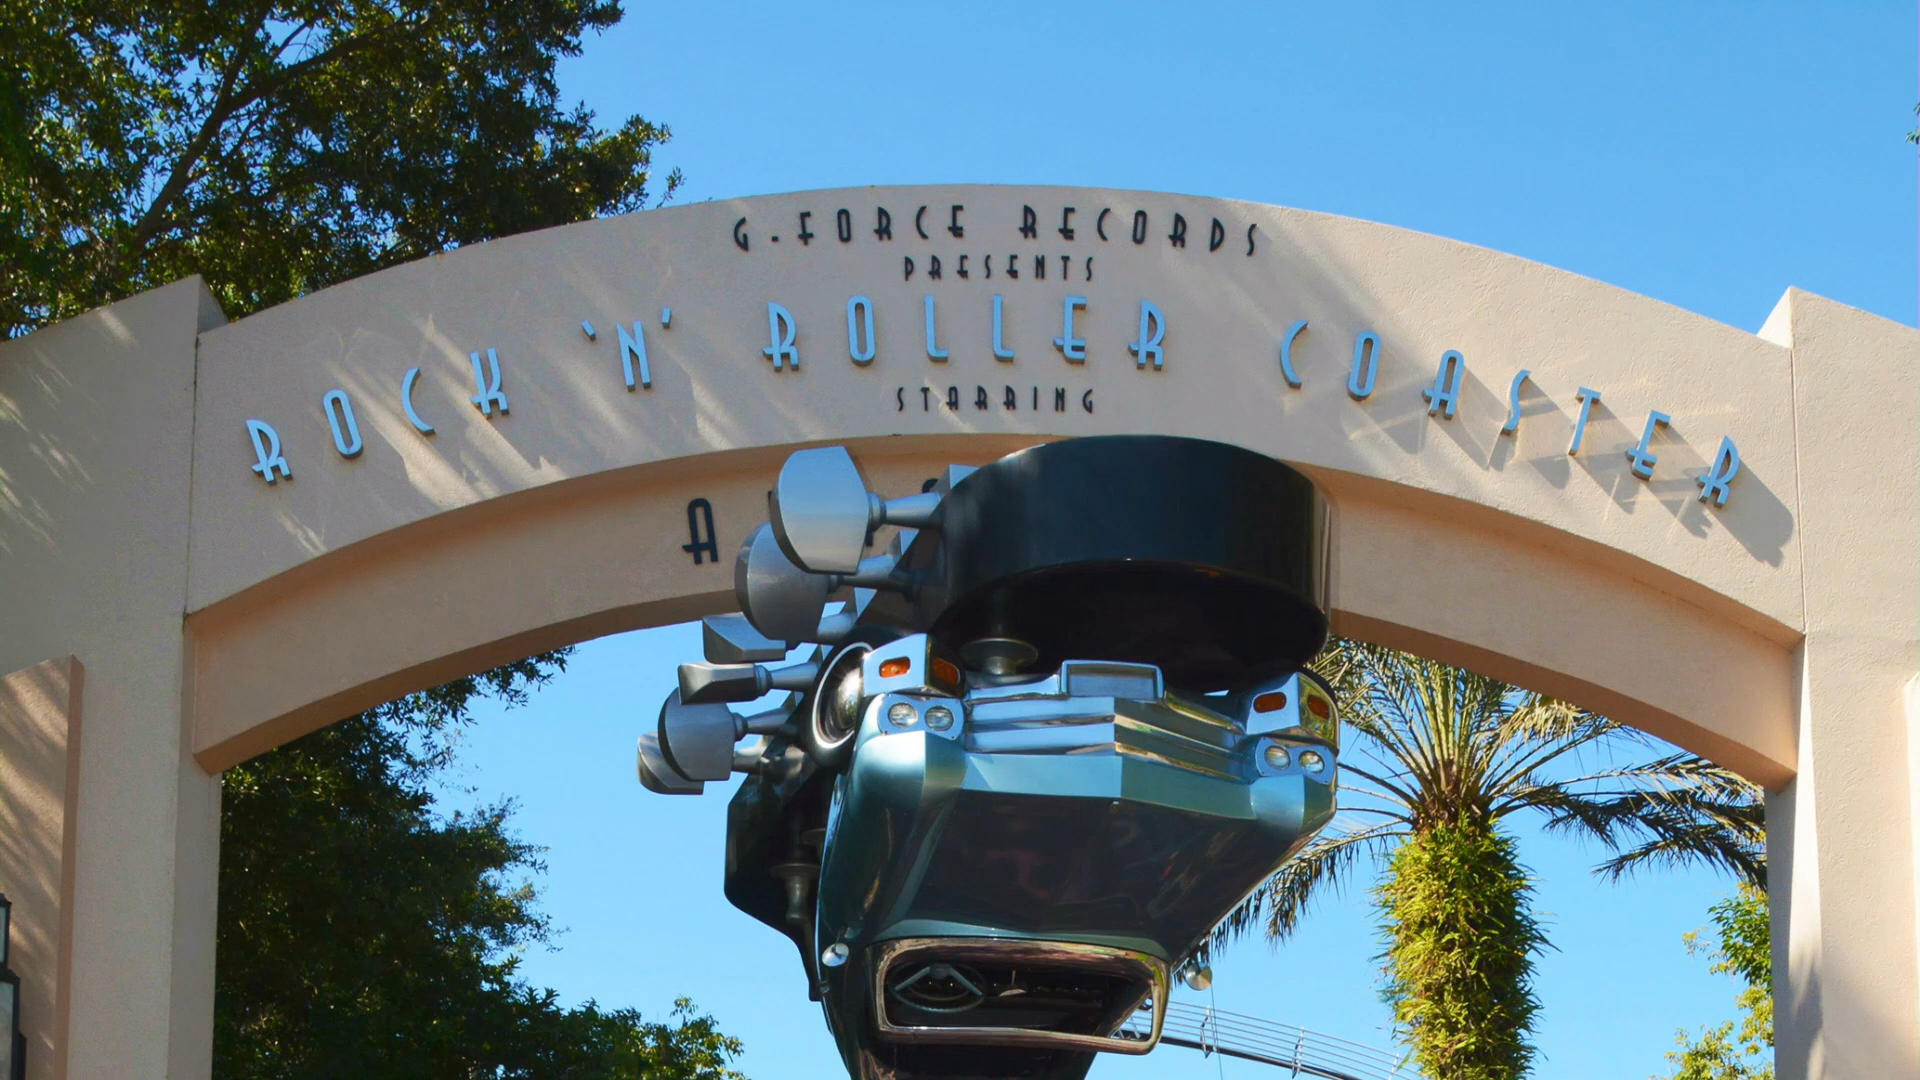 G-FORCE RECORDS
PRESENTS
ROCK 'N' ROLLER COASTER
STARRING
A